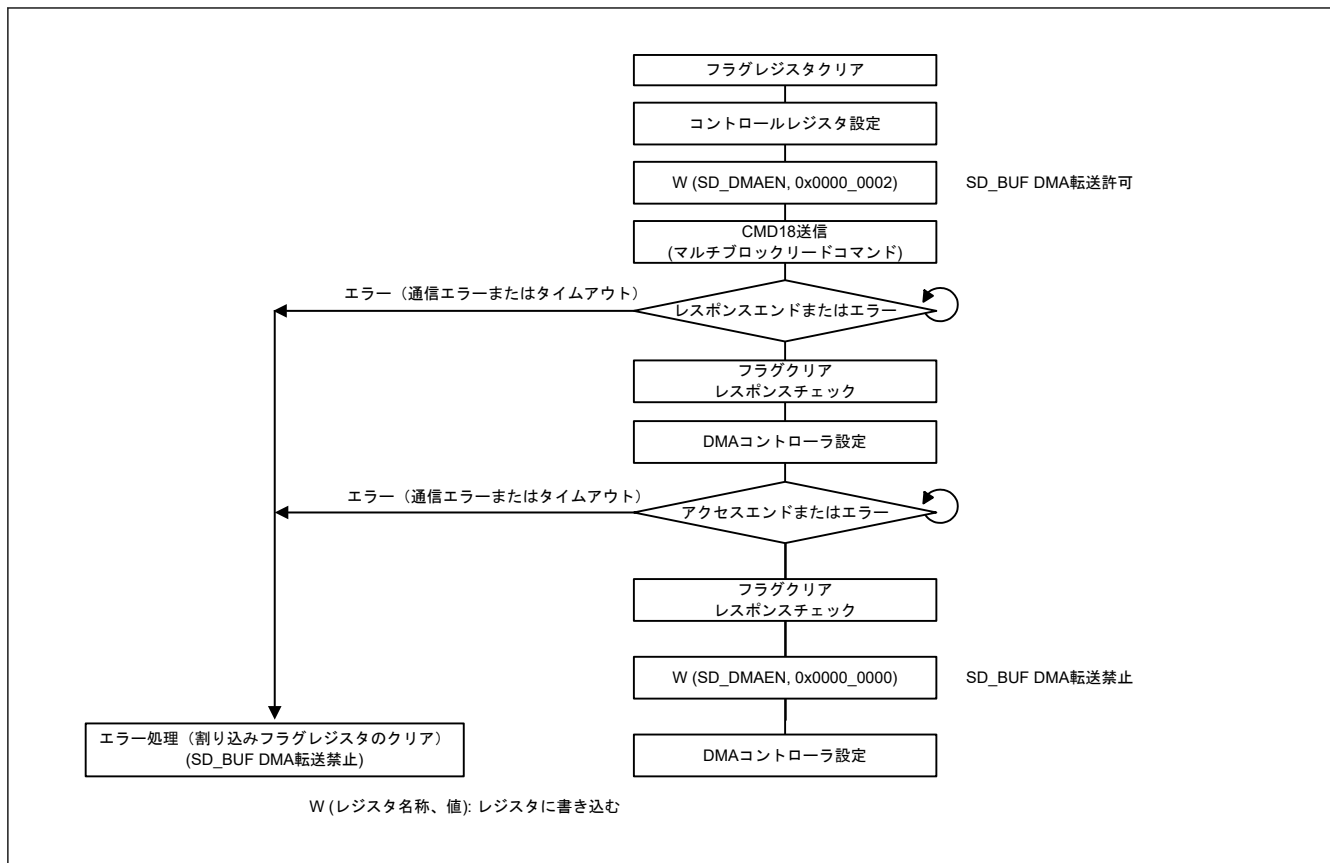 フラグレジスタクリア
コントロールレジスタ設定
W (SD_DMAEN, 0x0000_0002)
SD_BUF DMA転送許可
CMD18送信
(マルチブロックリードコマンド)
エラー（通信エラーまたはタイムアウト）
レスポンスエンドまたはエラー
フラグクリア
レスポンスチェック
DMAコントローラ設定
エラー（通信エラーまたはタイムアウト）
アクセスエンドまたはエラー
フラグクリア
レスポンスチェック
W (SD_DMAEN, 0x0000_0000)
SD_BUF DMA転送禁止
エラー処理（割り込みフラグレジスタのクリア）
(SD_BUF DMA転送禁止)
DMAコントローラ設定
W (レジスタ名称、値): レジスタに書き込む